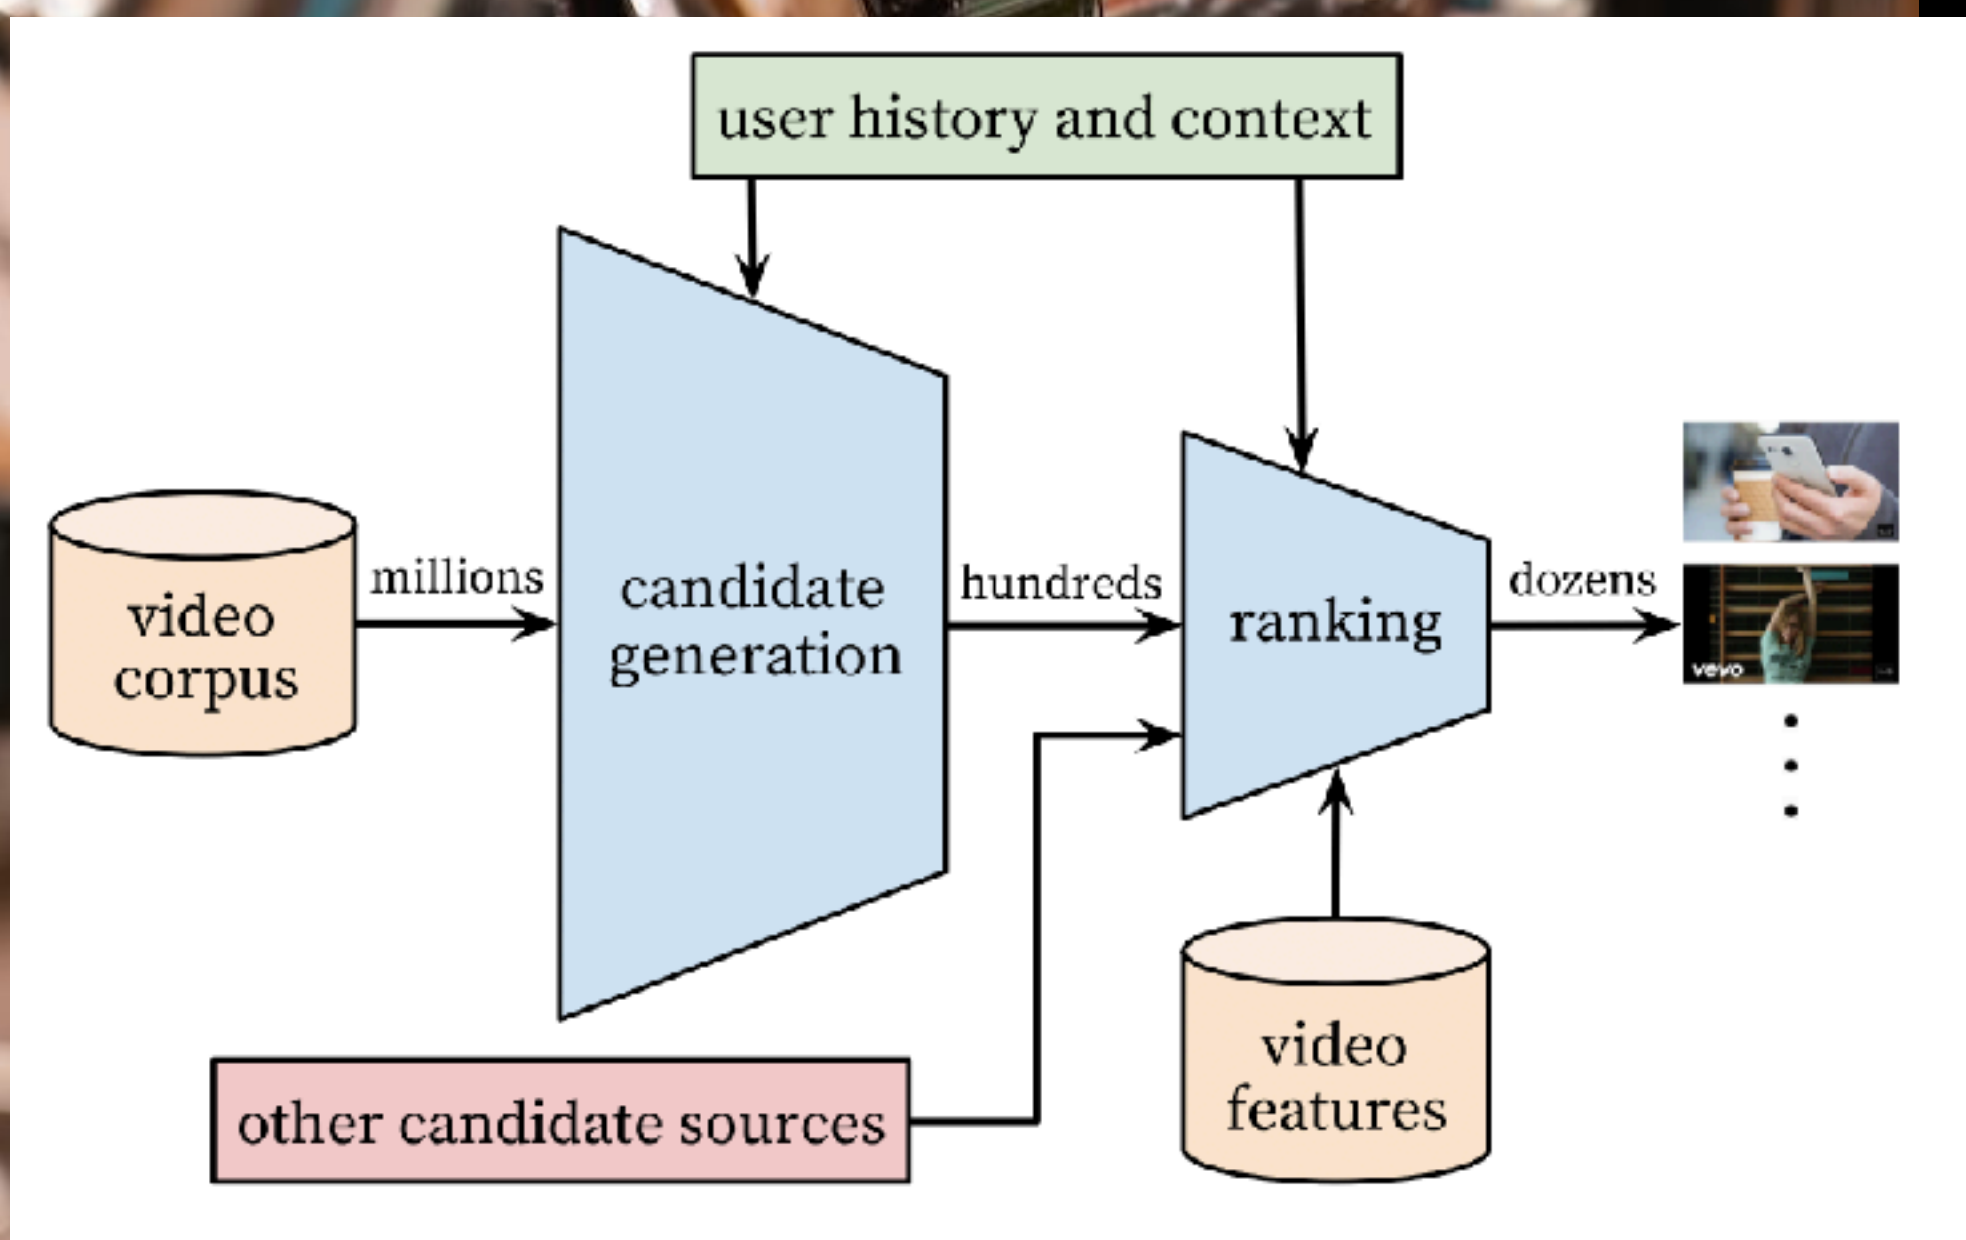 user history and context
video
corpus
millions
candidate
generation
hundreds
ranking
dozens
vevo
other candidate sources
video
features